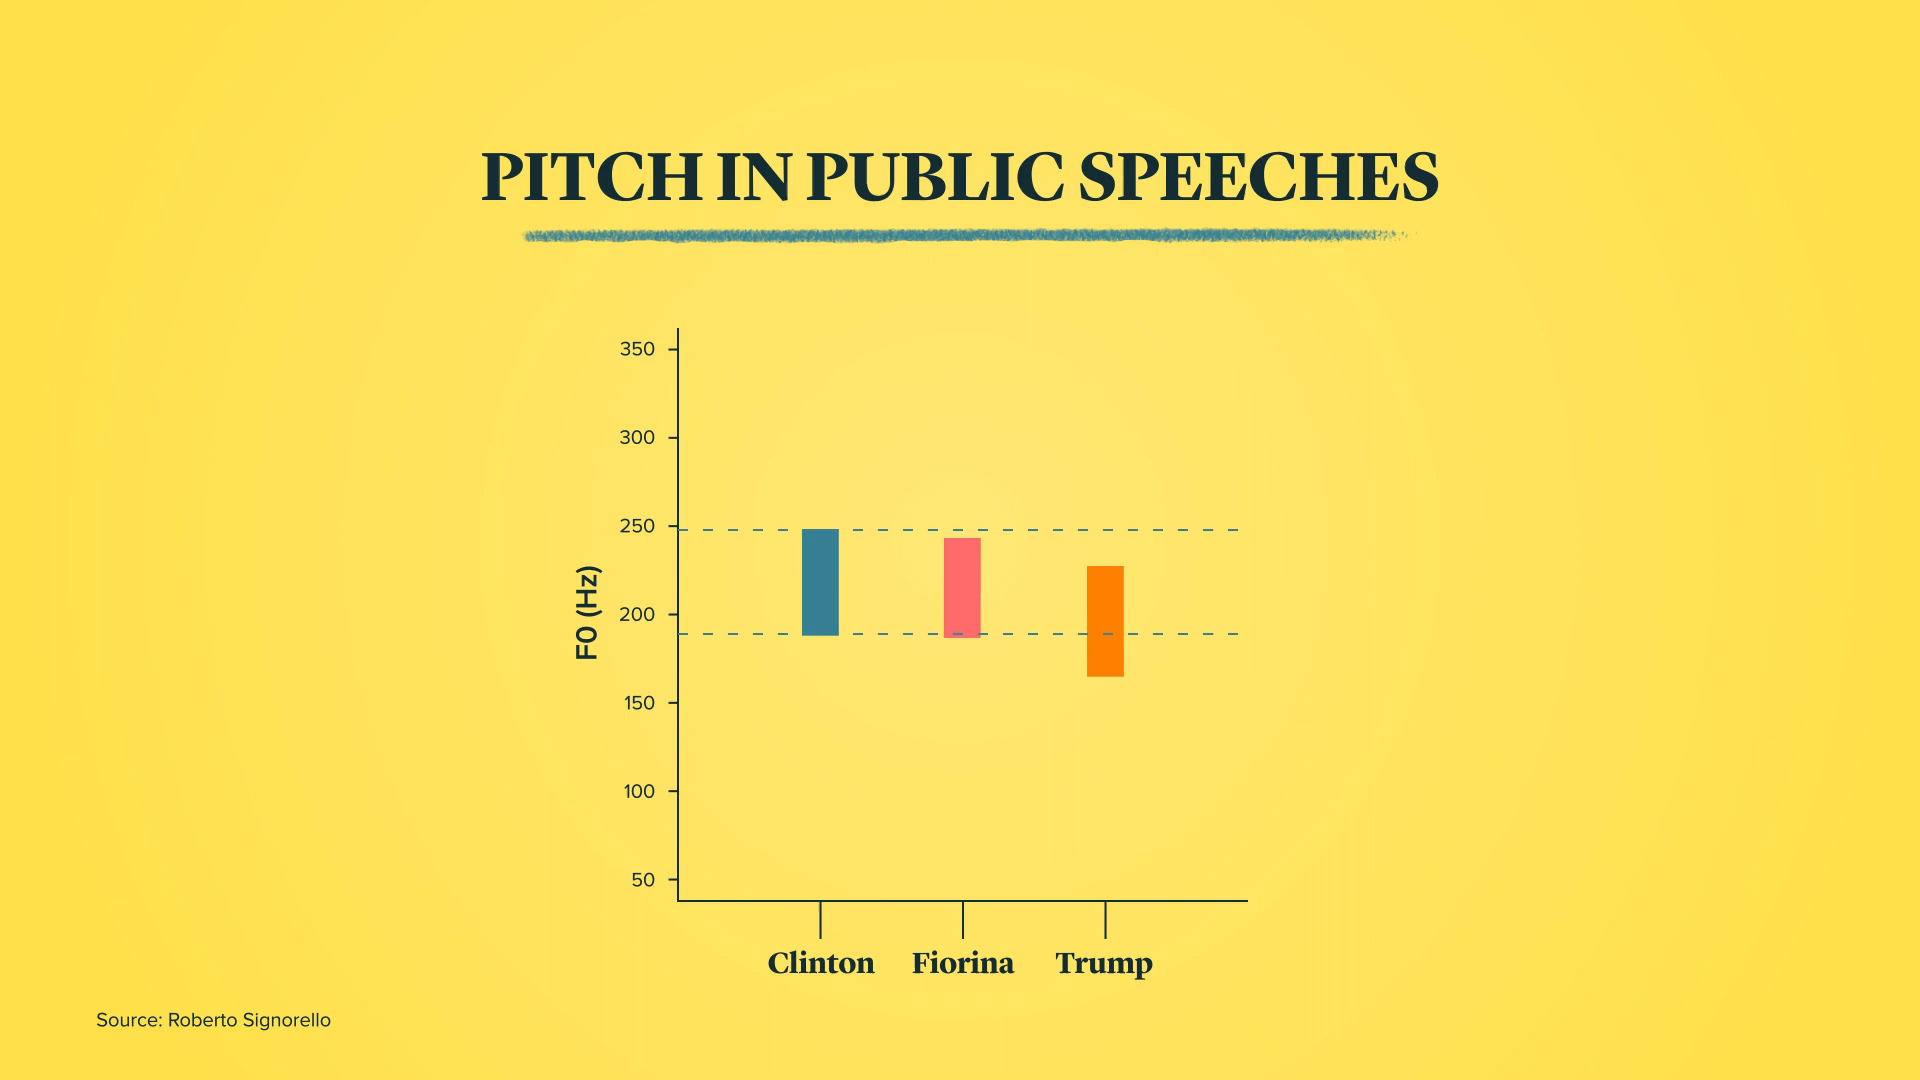 PITCH IN PUBLIC SPEECHES
350
300
250
200
150
100
50
F0 (Hz)
Clinton Fiorina Trump
Source: Roberto Signorello